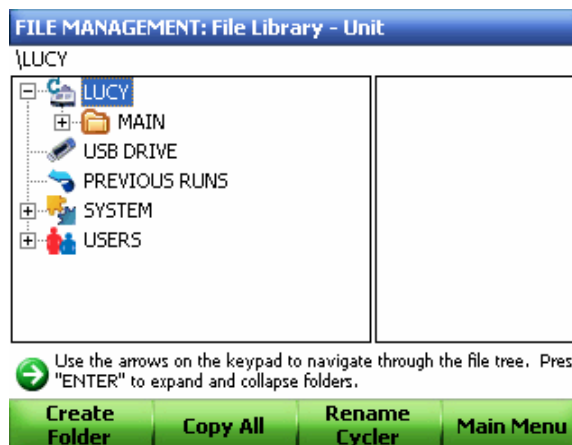 FILE MANAGEMENT: File Library - Unit
\LUCY
LUCY
MAIN
USB DRIVE
PREVIOUS RUNS
SYSTEM
USERS
Use the arrows on the keypad to navigate through the file tree. Pres
"ENTER" to expand and collapse folders.
Create Folder
Copy All
Rename Cycler
Main Menu